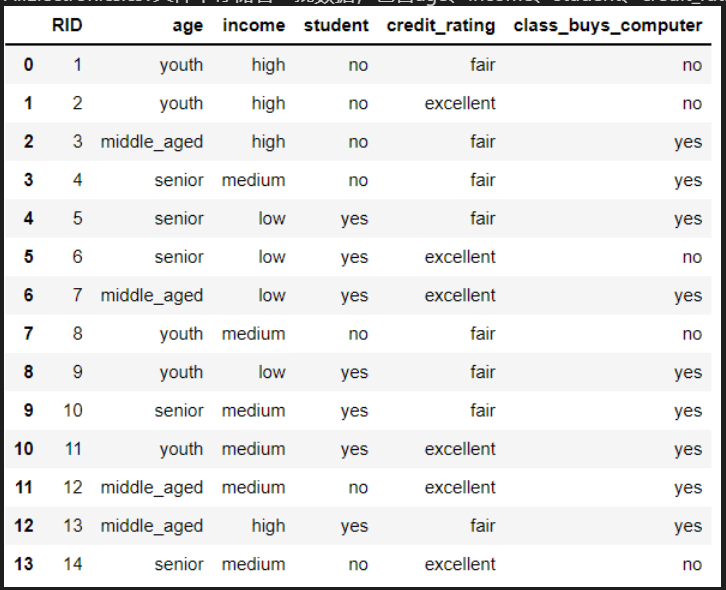 RID age income student credit_rating class_buys_computer
0 1 youth high no fair no
1 2 youth high no excellent no
2 3 middle_aged high no fair yes
3 4 senior medium no fair yes
4 5 senior low yes fair yes
5 6 senior low yes excellent no
6 7 middle_aged low yes excellent yes
7 8 youth medium no fair no
8 9 youth low yes fair yes
9 10 senior medium yes fair yes
10 11 youth medium yes excellent yes
11 12 middle_aged medium no excellent yes
12 13 middle_aged high yes fair yes
13 14 senior medium no excellent no